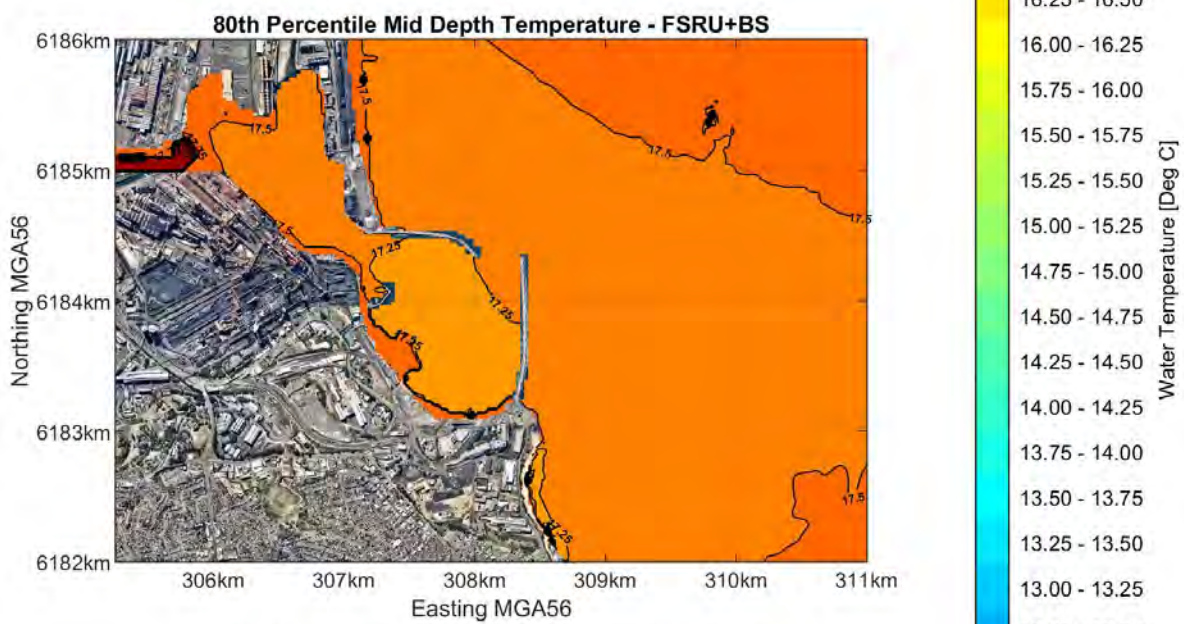 80th Percentile Mid Depth Temperature - FSRU+BS
6186km
6185km
6184km
6183km
6182km
Northing MGA56
306km
307km
308km
309km
310km
311km
Easting MGA56
17.5
17.5
17.5
17.5
17.5
17.5
17.25
17.25
17.25
17.25
16.25 - 16.50
16.00 - 16.25
15.75 - 16.00
15.50 - 15.75
15.25 - 15.50
15.00 - 15.25
14.75 - 15.00
14.50 - 14.75
14.25 - 14.50
14.00 - 14.25
13.75 - 14.00
13.50 - 13.75
13.25 - 13.50
13.00 - 13.25
Water Temperature [Deg C]